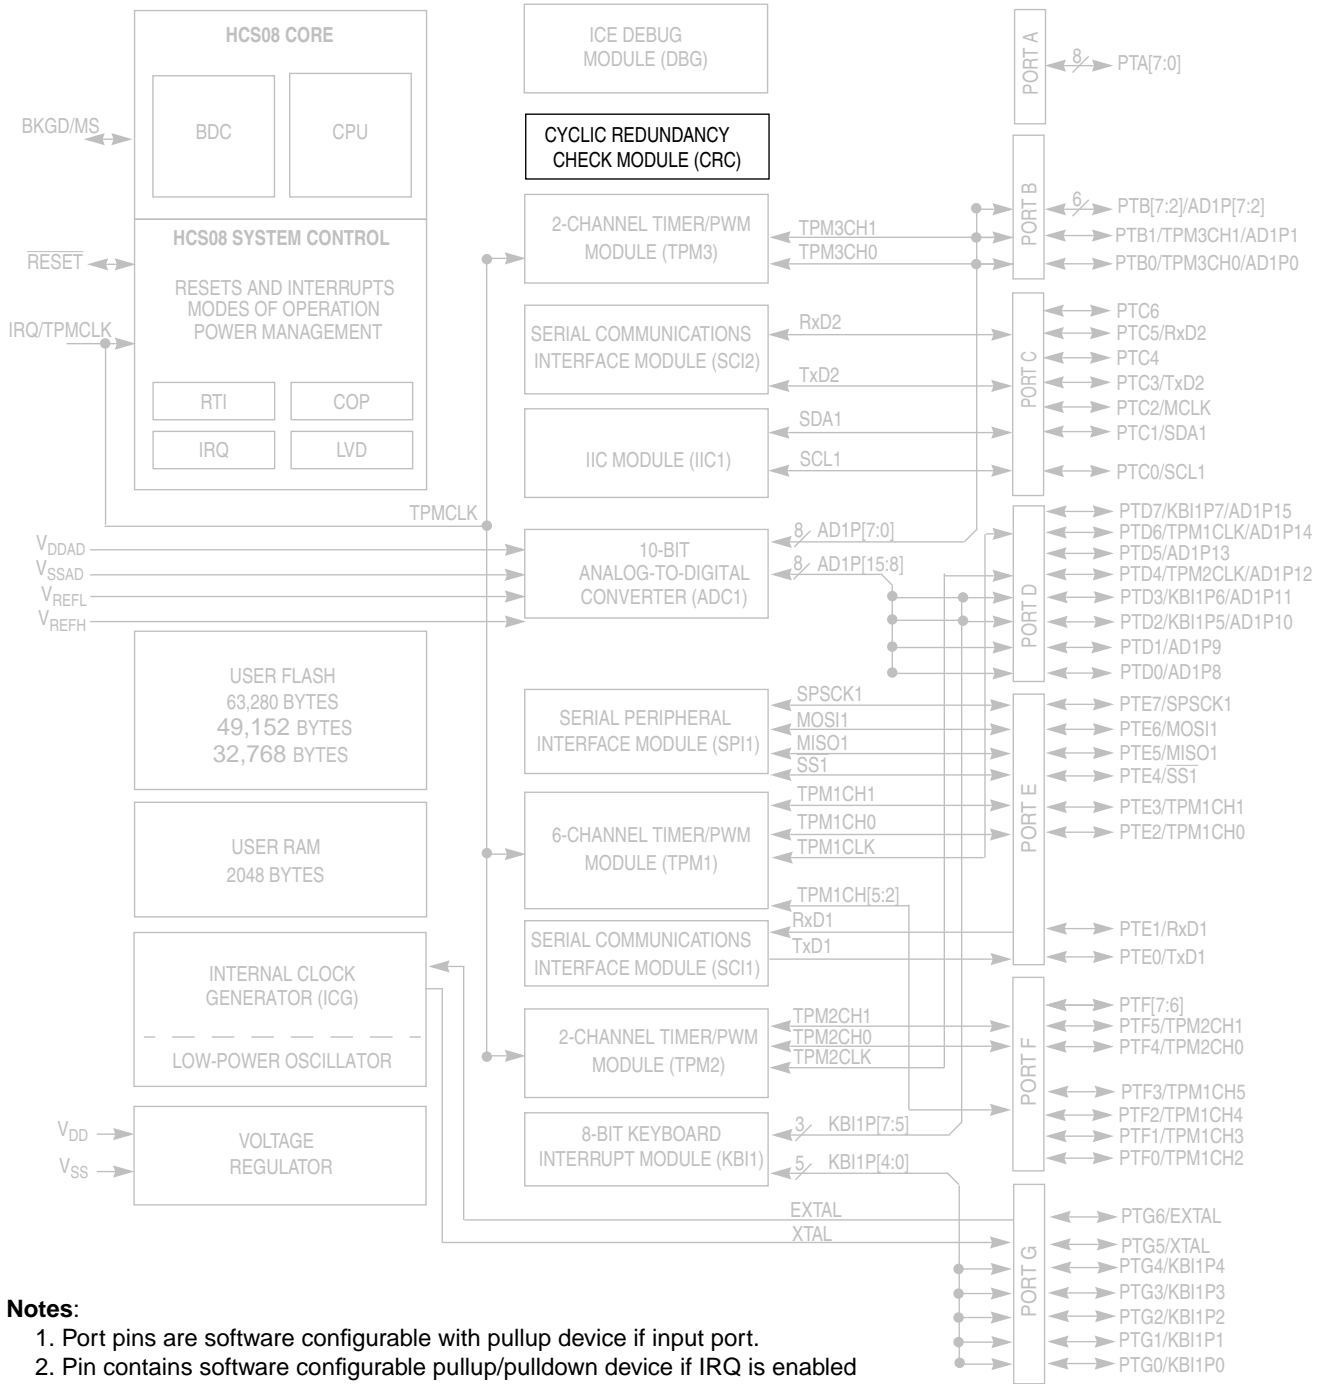 HCS08 CORE
BDC
CPU
BKGD/MS
HCS08 SYSTEM CONTROL
RESET
RESETS AND INTERRUPTS
MODES OF OPERATION
POWER MANAGEMENT
IRQ/TPMCLK
RTI
COP
IRQ
LVD
TPMCLK
VDDAD
VSSAD
VREFL
VREFH
USER FLASH
63,280 BYTES
49,152 BYTES
32,768 BYTES
USER RAM
2048 BYTES
INTERNAL CLOCK
GENERATOR (ICG)
LOW-POWER OSCILLATOR
VDD
VSS
VOLTAGE
REGULATOR
ICE DEBUG
MODULE (DBG)
CYCLIC REDUNDANCY
CHECK MODULE (CRC)
2-CHANNEL TIMER/PWM
MODULE (TPM3)
TPM3CH1
TPM3CH0
SERIAL COMMUNICATIONS
INTERFACE MODULE (SCI2)
RxD2
TxD2
IIC MODULE (IIC1)
SDA1
SCL1
10-BIT
ANALOG-TO-DIGITAL
CONVERTER (ADC1)
8 AD1P[7:0]
8 AD1P[15:8]
SERIAL PERIPHERAL
INTERFACE MODULE (SPI1)
SPSCK1
MOSI1
MISO1
SS1
6-CHANNEL TIMER/PWM
MODULE (TPM1)
TPM1CH1
TPM1CH0
TPM1CLK
TPM1CH[5:2]
SERIAL COMMUNICATIONS
INTERFACE MODULE (SCI1)
RxD1
TxD1
2-CHANNEL TIMER/PWM
MODULE (TPM2)
TPM2CH1
TPM2CH0
TPM2CLK
8-BIT KEYBOARD
INTERRUPT MODULE (KBI1)
3 KBI1P[7:5]
5 KBI1P[4:0]
EXTAL
XTAL
PORT A
8 PTA[7:0]
PORT B
6 PTB[7:2]/AD1P[7:2]
PTB1/TPM3CH1/AD1P1
PTB0/TPM3CH0/AD1P0
PORT C
PTC6
PTC5/RxD2
PTC4
PTC3/TxD2
PTC2/MCLK
PTC1/SDA1
PTC0/SCL1
PORT D
PTD7/KBI1P7/AD1P15
PTD6/TPM1CLK/AD1P14
PTD5/AD1P13
PTD4/TPM2CLK/AD1P12
PTD3/KBI1P6/AD1P11
PTD2/KBI1P5/AD1P10
PTD1/AD1P9
PTD0/AD1P8
PORT E
PTE7/SPSCK1
PTE6/MOSI1
PTE5/MISO1
PTE4/SS1
PTE3/TPM1CH1
PTE2/TPM1CH0
PTE1/RxD1
PTE0/TxD1
PORT F
PTF[7:6]
PTF5/TPM2CH1
PTF4/TPM2CH0
PTF3/TPM1CH5
PTF2/TPM1CH4
PTF1/TPM1CH3
PTF0/TPM1CH2
PORT G
PTG6/EXTAL
PTG5/XTAL
PTG4/KBI1P4
PTG3/KBI1P3
PTG2/KBI1P2
PTG1/KBI1P1
PTG0/KBI1P0
Notes:
1. Port pins are software configurable with pullup device if input port.
2. Pin contains software configurable pullup/pulldown device if IRQ is enabled